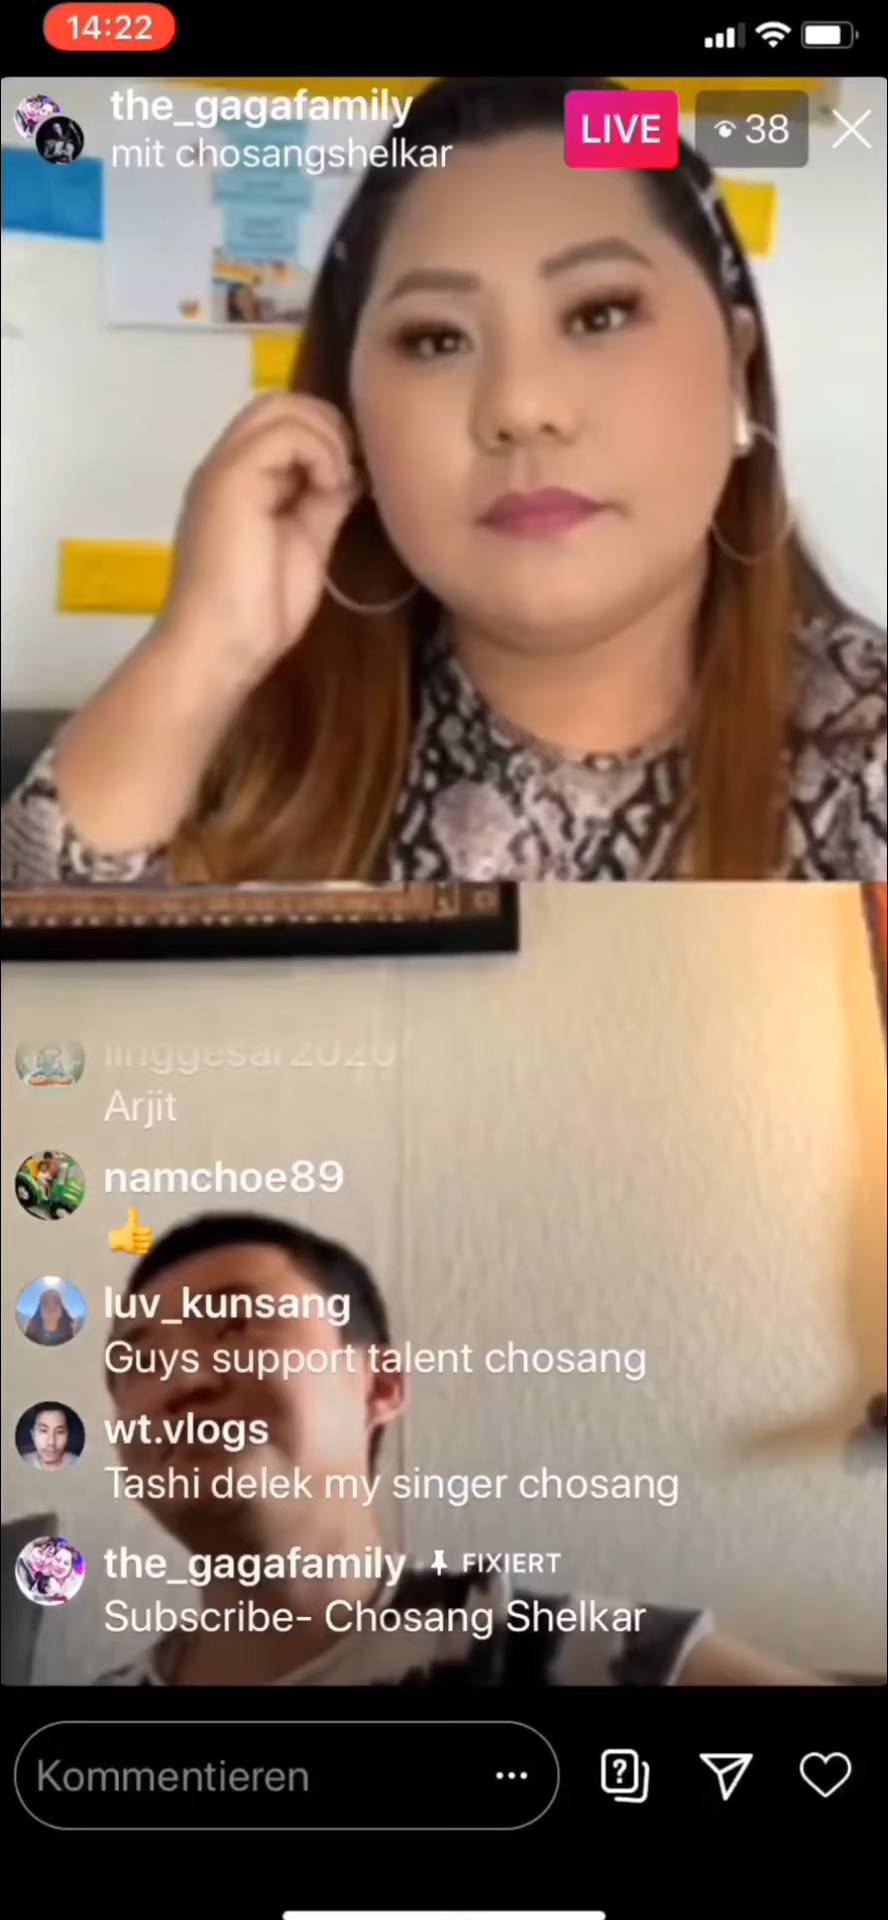 14:22
the_gagafamily
mit chosangshelkar
LIVE
38
linggesar2020
Arjit
namchoe89
👍
luv_kunsang
Guys support talent chosang
wt.vlogs
Tashi delek my singer chosang
the_gagafamily FIXIERT
Subscribe- Chosang Shelkar
Kommentieren